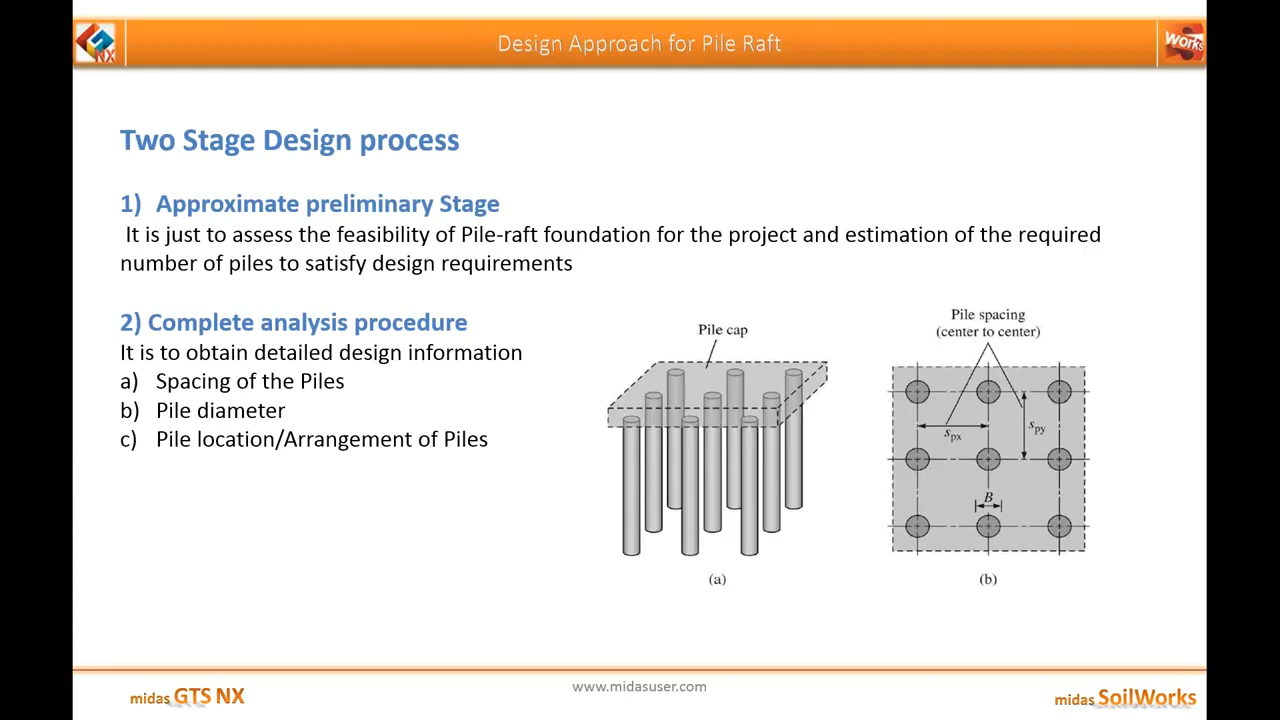 NX
Design Approach for Pile Raft
Works
Two Stage Design process
1) Approximate preliminary Stage
It is just to assess the feasibility of Pile-raft foundation for the project and estimation of the required
number of piles to satisfy design requirements
2) Complete analysis procedure
It is to obtain detailed design information
a) Spacing of the Piles
b) Pile diameter
c) Pile location/Arrangement of Piles
Pile cap
(a)
Pile spacing
(center to center)
spx
spy
B
(b)
midas GTS NX
www.midasuser.com
midas SoilWorks